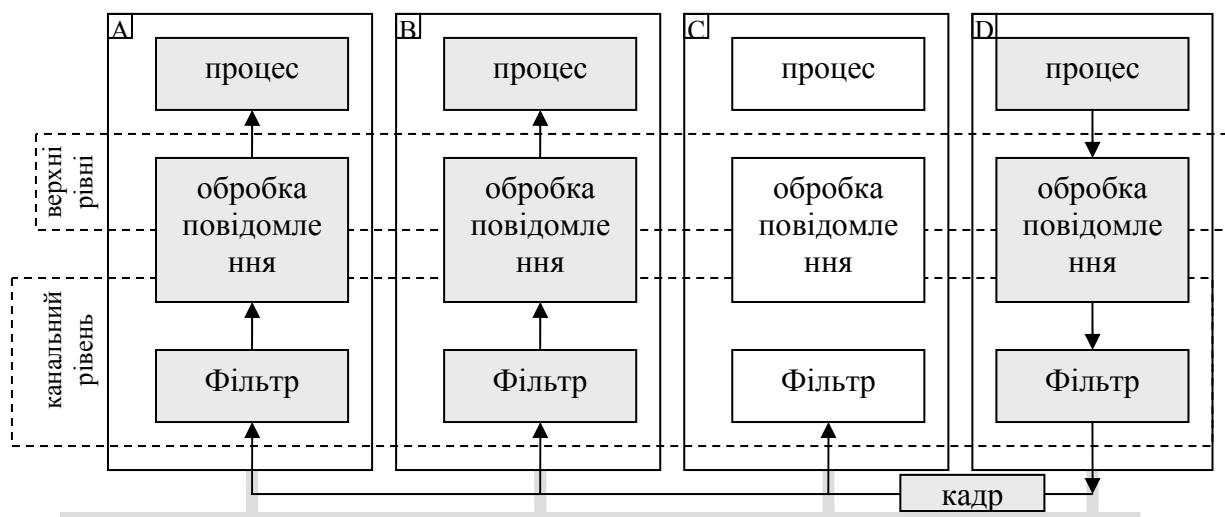 A
B
C
D
процес
процес
процес
процес
верхні
рівні
обробка
повідомле
ння
обробка
повідомле
ння
обробка
повідомле
ння
обробка
повідомле
ння
канальний
рівень
Фільтр
Фільтр
Фільтр
Фільтр
кадр